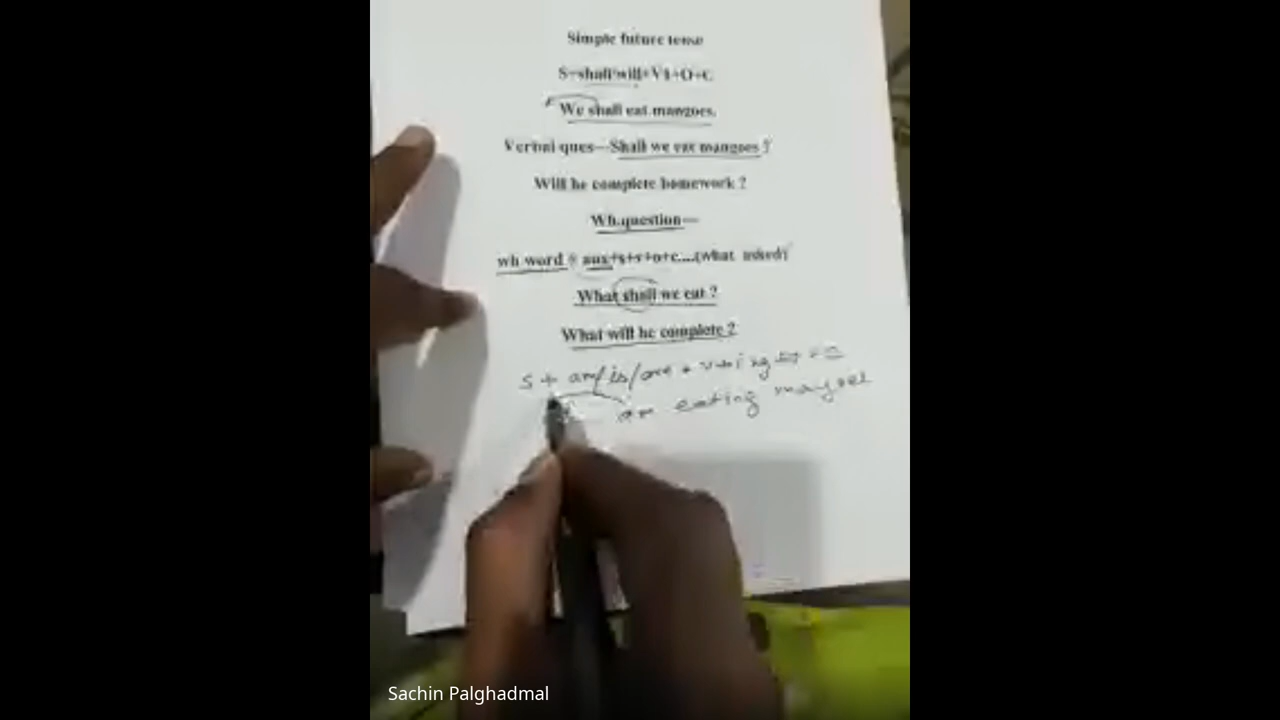 Simple future tense
S+shall/will+V1+O+C.
We shall eat mangoes.
Verbal ques—Shall we eat mangoes ?
Will he complete homework ?
Wh.question—
wh word + aux+s+v+o+c....(what asked)
What shall we eat ?
What will he complete ?
S + am/is/are + v+ing
am eating mangoes
Sachin Palghadmal